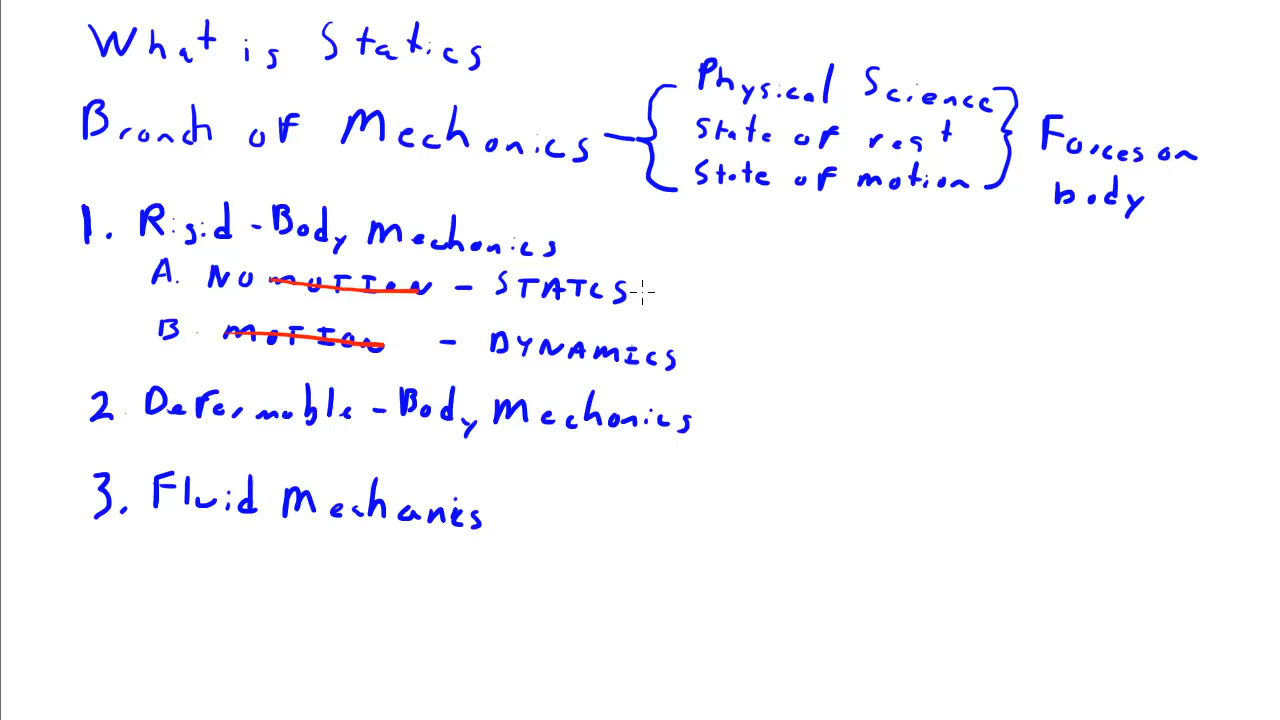 What is Statics
Branch of Mechanics
Physical Science
State of rest
State of motion
Forces on
body
1. Rigid-Body Mechanics
A. NO MOTION - STATCS
B. MOTION - DYNAMICS
2. Deformable-Body Mechanics
3. Fluid Mechanics